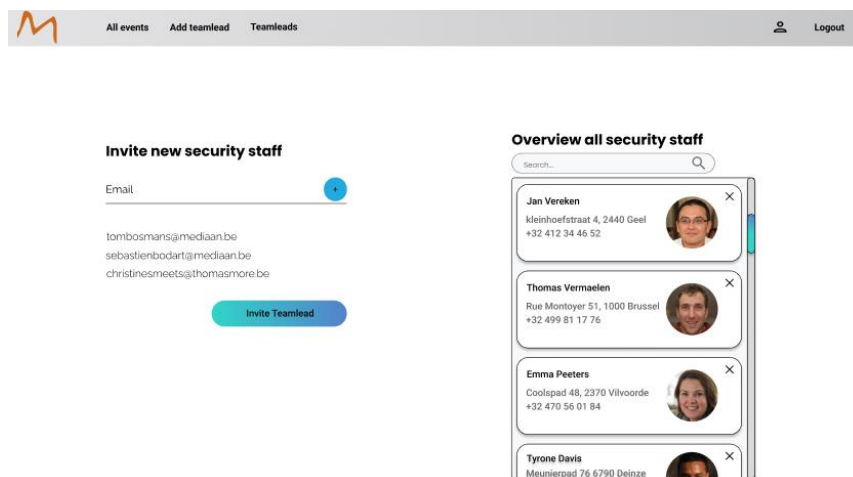 All events Add teamlead Teamleads Logout
Invite new security staff
Email
+
tombosmans@mediaan.be
sebastienbodart@mediaan.be
christinesmeets@thomasmore.be
Invite Teamlead
Overview all security staff
Search...
Jan Vereken
kleinhoefstraat 4, 2440 Geel
+32 412 34 46 52
Thomas Vermaelen
Rue Montoyer 51, 1000 Brussel
+32 499 81 17 76
Emma Peeters
Coolspad 48, 2370 Vilvoorde
+32 470 56 01 84
Tyrone Davis
Meunierpad 76 6790 Deinze